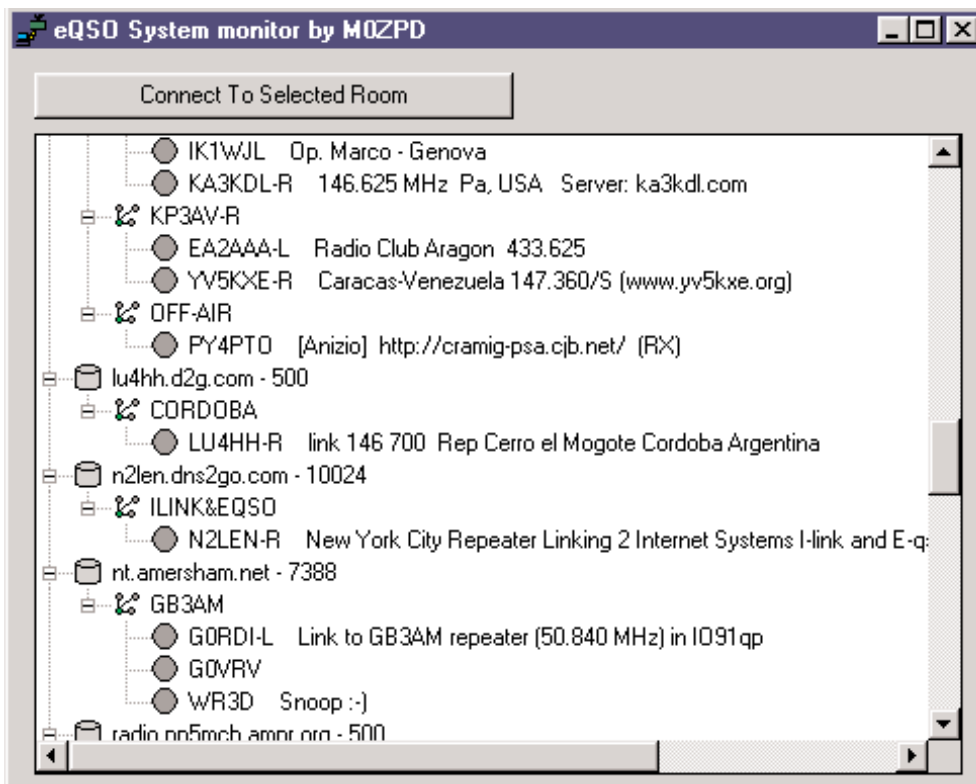 eQSO System monitor by M0ZPD
Connect To Selected Room
IK1WJL Op. Marco - Genova
KA3KDL-R 146.625 MHz Pa, USA Server: ka3kdl.com
KP3AV-R
EA2AAA-L Radio Club Aragon 433.625
YV5KXE-R Caracas-Venezuela 147.360/S (www.yv5kxe.org)
OFF-AIR
PY4PTO [Anizio] http://cramig-psa.cjb.net/ (RX)
lu4hh.d2g.com - 500
CORDOBA
LU4HH-R link 146 700 Rep Cerro el Mogote Cordoba Argentina
n2len.dns2go.com - 10024
ILINK&EQSO
N2LEN-R New York City Repeater Linking 2 Internet Systems I-link and E-q
nt.amersham.net - 7388
GB3AM
G0RDI-L Link to GB3AM repeater (50.840 MHz) in IO91qp
G0VRV
WR3D Snoop :-)
radio.pp5mch.ampr.org - 500